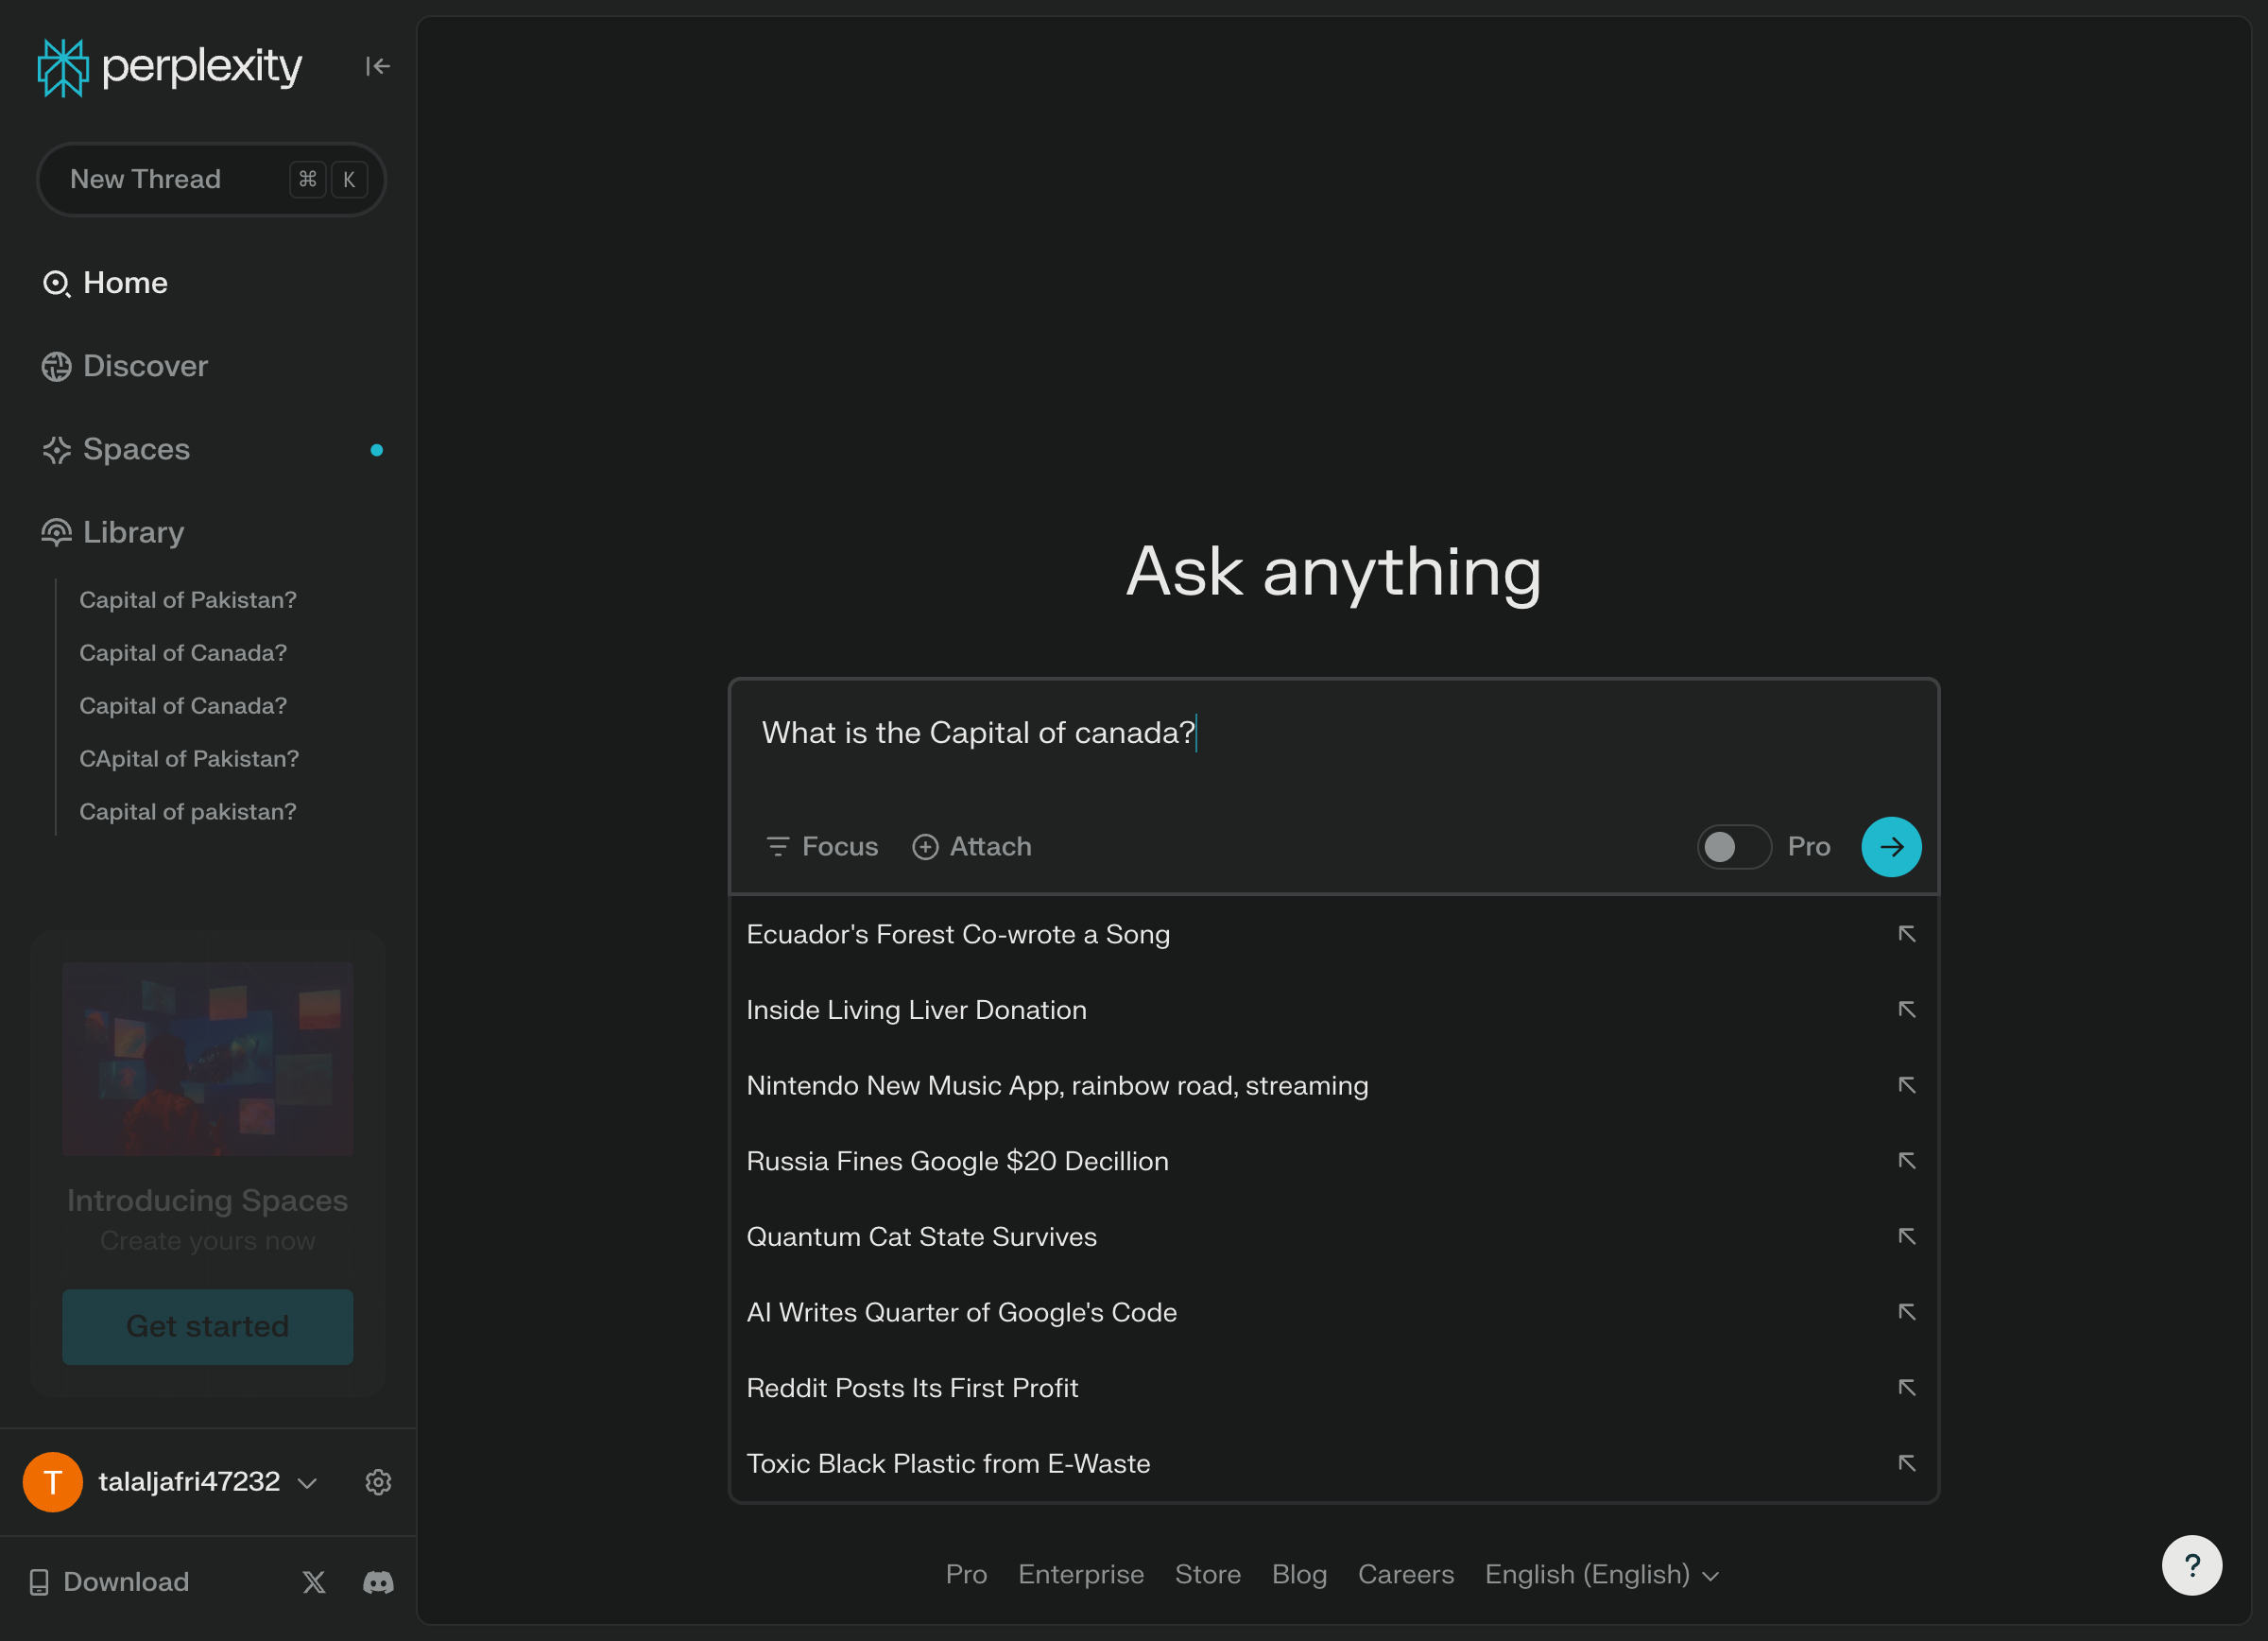 perplexity
New Thread ⌘ K
Home
Discover
Spaces
Library
Capital of Pakistan?
Capital of Canada?
Capital of Canada?
CApital of Pakistan?
Capital of pakistan?
Introducing Spaces
Create yours now
Get started
T talaljafri47232
Download
Ask anything
What is the Capital of canada?
Focus Attach Pro
Ecuador's Forest Co-wrote a Song
Inside Living Liver Donation
Nintendo New Music App, rainbow road, streaming
Russia Fines Google $20 Decillion
Quantum Cat State Survives
AI Writes Quarter of Google's Code
Reddit Posts Its First Profit
Toxic Black Plastic from E-Waste
Pro Enterprise Store Blog Careers English (English)
?